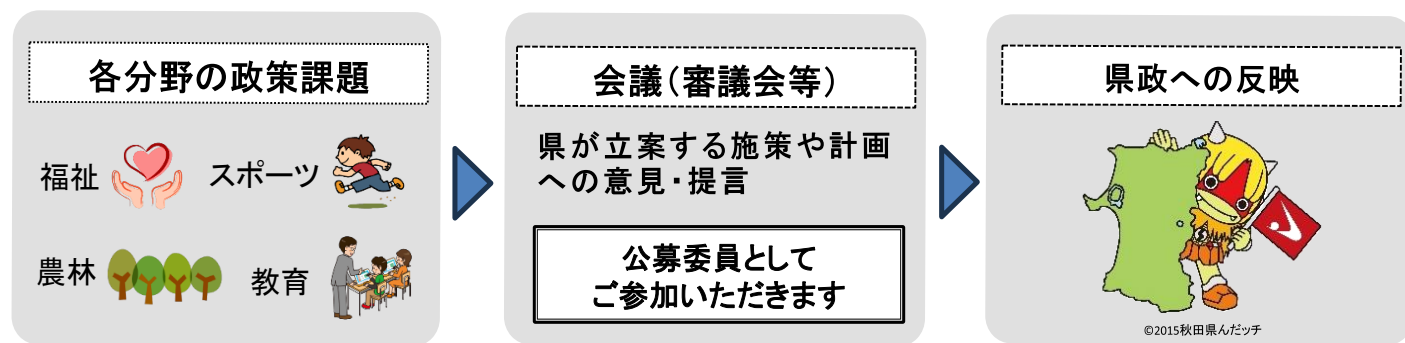 各分野の政策課題
福祉
スポーツ
農林
教育
会議(審議会等)
県が立案する施策や計画
への意見・提言
公募委員として
ご参加いただきます
県政への反映
©2015秋田県んだッチ